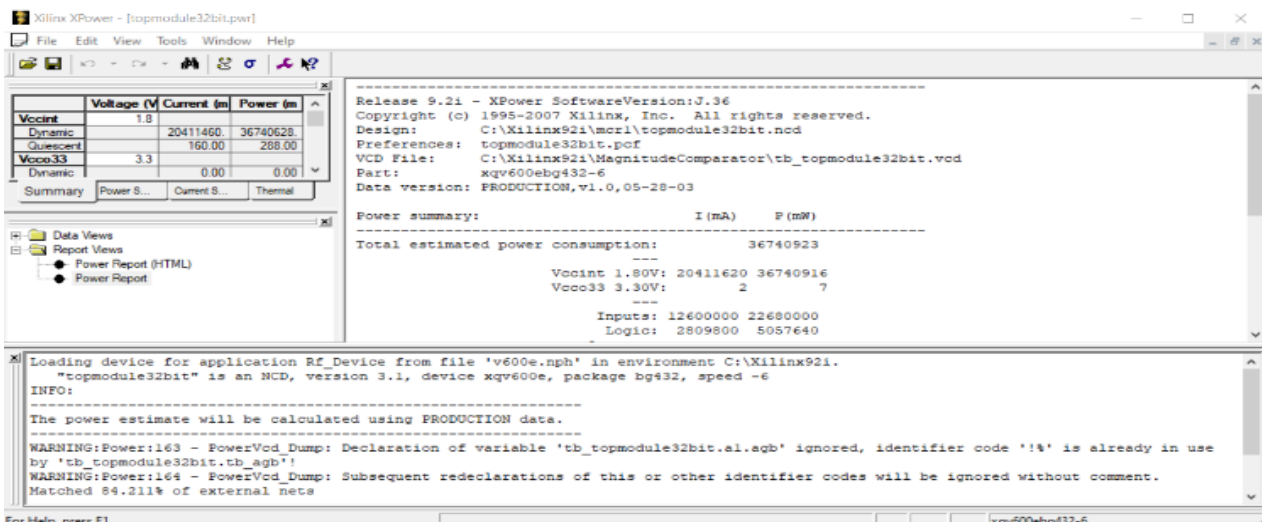 Xilinx XPower - [topmodule32bit.pwr]
File Edit View Tools Window Help
Voltage (V Current (m Power (m
Vccint 1.8
Dynamic 20411460. 36740628.
Quiescent 160.00 288.00
Vcco33 3.3
Dynamic 0.00 0.00
Summary Power S... Current S... Thermal
Data Views
Report Views
Power Report (HTML)
Power Report
Release 9.2i - XPower SoftwareVersion:J.36
Copyright (c) 1995-2007 Xilinx, Inc. All rights reserved.
Design: C:\Xilinx92i\mcr1\topmodule32bit.ncd
Preferences: topmodule32bit.pcf
VCD File: C:\Xilinx92i\MagnitudeComparator\tb_topmodule32bit.vcd
Part: xqv600ebg432-6
Data version: PRODUCTION,v1.0,05-28-03
Power summary: I(mA) P(mW)
Total estimated power consumption: 36740923
---
Vccint 1.80V: 20411620 36740916
Vcco33 3.30V: 2 7
---
Inputs: 12600000 22680000
Logic: 2809800 5057640
Loading device for application Rf_Device from file 'v600e.nph' in environment C:\Xilinx92i.
"topmodule32bit" is an NCD, version 3.1, device xqv600e, package bg432, speed -6
INFO:
The power estimate will be calculated using PRODUCTION data.
WARNING:Power:163 - PowerVcd_Dump: Declaration of variable 'tb_topmodule32bit.a1.agb' ignored, identifier code '!%' is already in use
by 'tb_topmodule32bit.tb_agb'!
WARNING:Power:164 - PowerVcd_Dump: Subsequent redeclarations of this or other identifier codes will be ignored without comment.
Matched 84.211% of external nets
For Help, press F1 xqv600ebg432-6